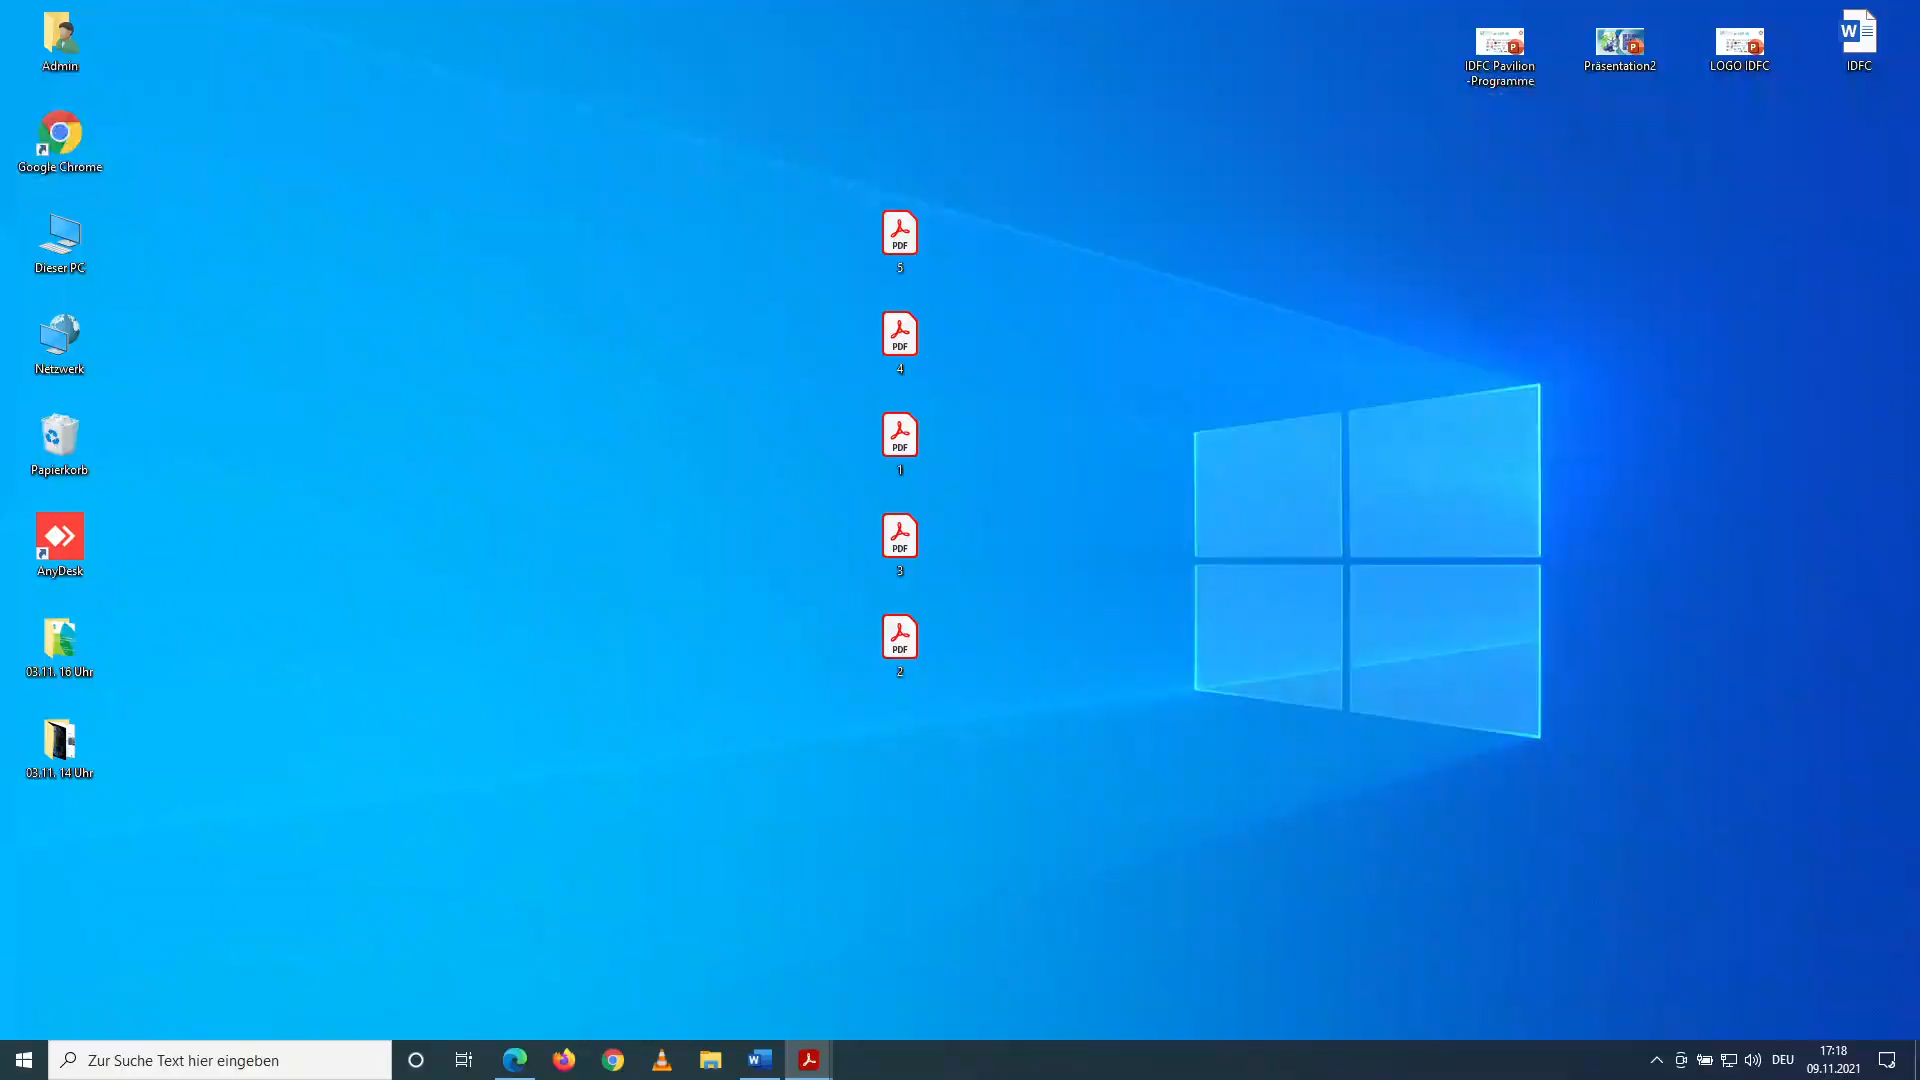 Admin
Google Chrome
Dieser PC
Netzwerk
Papierkorb
AnyDesk
03.11. 16 Uhr
03.11. 14 Uhr
PDF
5
PDF
4
PDF
1
PDF
3
PDF
2
IDFC Pavilion
-Programme
Präsentation2
LOGO IDFC
IDFC
Zur Suche Text hier eingeben
DEU
17:18
09.11.2021